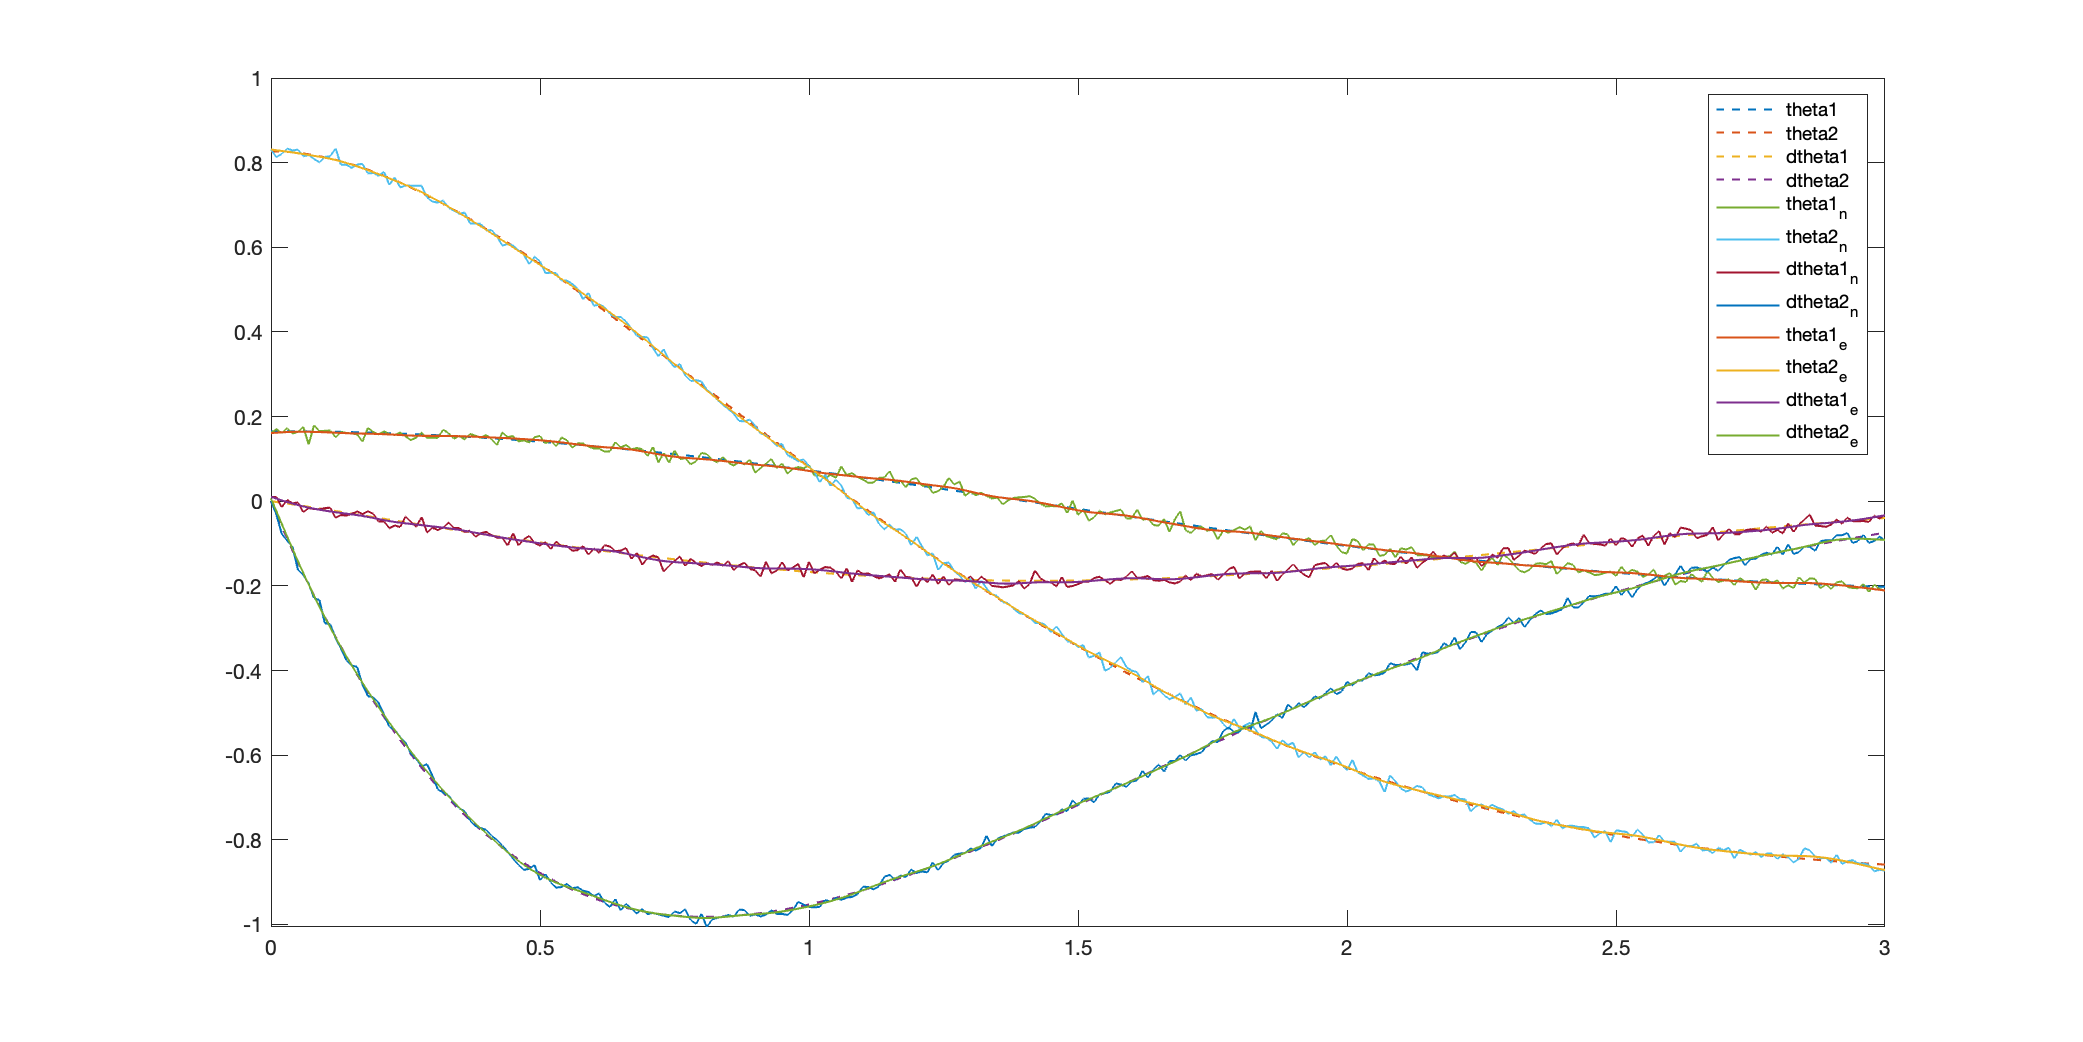 1
0.8
0.6
0.4
0.2
0
-0.2
-0.4
-0.6
-0.8
-1
0 0.5 1 1.5 2 2.5 3
theta1
theta2
dtheta1
dtheta2
theta1n
theta2n
dtheta1n
dtheta2n
theta1e
theta2e
dtheta1e
dtheta2e